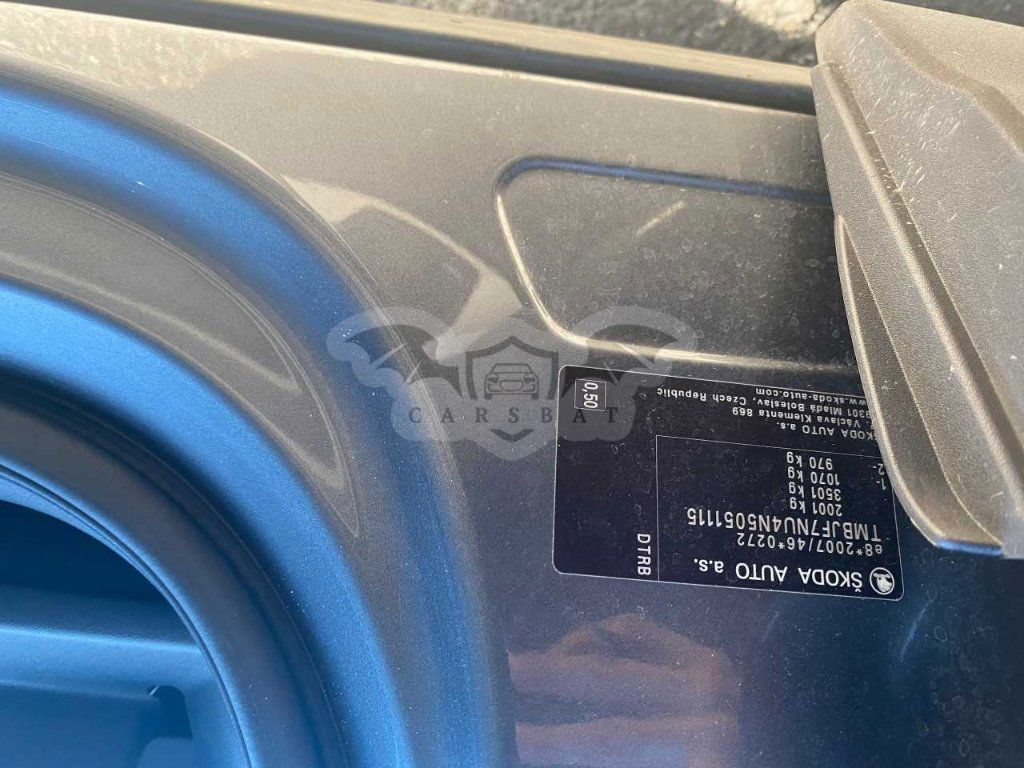 ŠKODA AUTO a.s.
e8*2007/46*0272
TMBJF7NU4N5051115
2001 kg
3501 kg
1- 1070 kg
2- 970 kg
DTRB
ŠKODA AUTO a.s.
Václava Klementa 869
Mladá Boleslav, Czech Republic
www.skoda-auto.com
0,50
CARSBAT